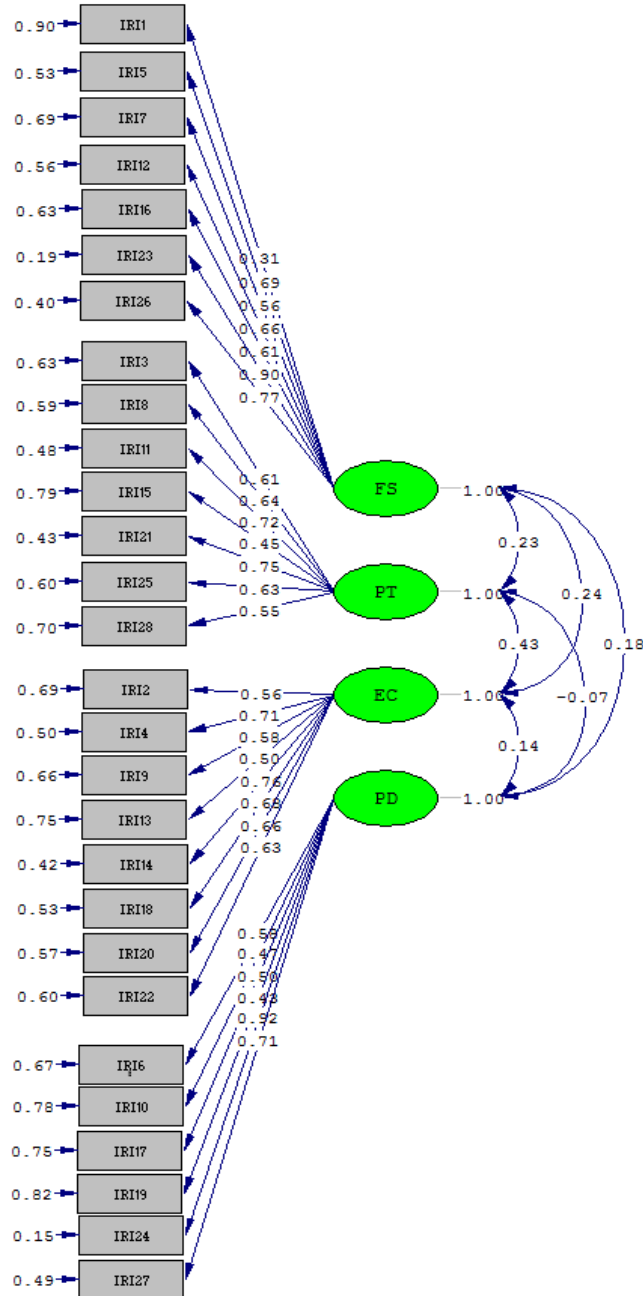 0.90 IRI1
0.53 IRI5
0.69 IRI7
0.56 IRI12
0.63 IRI16
0.19 IRI23
0.31
0.40 IRI26
0.69
0.56
0.66
0.61
0.63 IRI3
0.90
0.77
0.59 IRI8
0.48 IRI11
0.61
0.79 IRI15 FS 1.00
0.64
0.72
0.43 IRI21
0.45
0.75 0.23
0.60 IRI25 0.63 PT 1.00 0.24
0.55
0.70 IRI28
0.43 0.18
0.69 IRI2 0.56 EC 1.00 -0.07
0.71
0.50 IRI4
0.58
0.50 0.14
0.66 IRI9
0.76
0.68 PD 1.00
0.75 IRI13
0.66
0.63
0.42 IRI14
0.53 IRI18
0.58
0.57 IRI20
0.47
0.50
0.60 IRI22
0.43
0.92
0.71
0.67 IRI6
0.78 IRI10
0.75 IRI17
0.82 IRI19
0.15 IRI24
0.49 IRI27